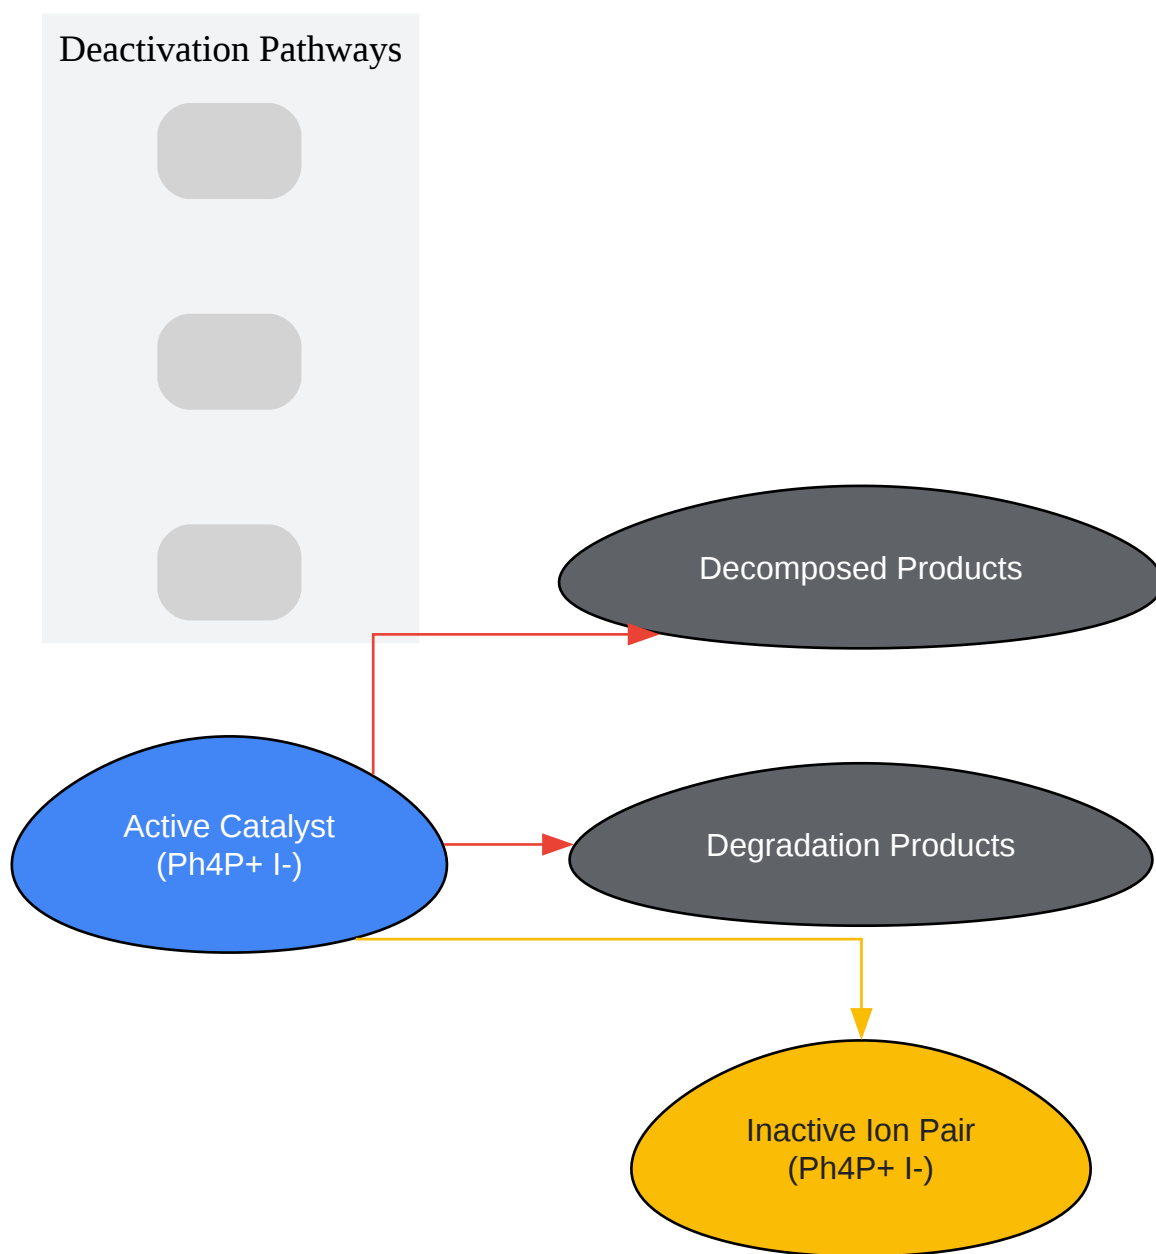 Deactivation Pathways
Decomposed Products
Active Catalyst
(Ph4P+ I-)
Degradation Products
Inactive Ion Pair
(Ph4P+ I-)